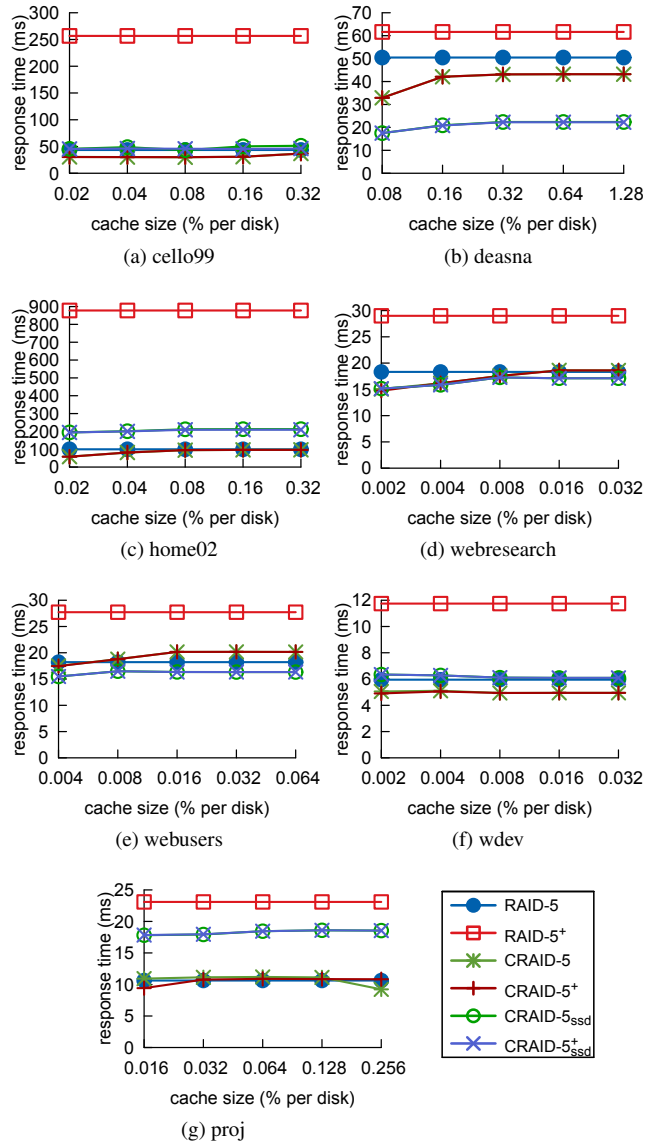 300
250
200
150
100
50
0
0.02 0.04 0.08 0.16 0.32
response time (ms)
cache size (% per disk)
(a) cello99
70
60
50
40
30
20
10
0
0.08 0.16 0.32 0.64 1.28
response time (ms)
cache size (% per disk)
(b) deasna
900
800
700
600
500
400
300
200
100
0
0.02 0.04 0.08 0.16 0.32
response time (ms)
cache size (% per disk)
(c) home02
30
25
20
15
10
5
0
0.002 0.004 0.008 0.016 0.032
response time (ms)
cache size (% per disk)
(d) webresearch
30
25
20
15
10
5
0
0.004 0.008 0.016 0.032 0.064
response time (ms)
cache size (% per disk)
(e) webusers
12
10
8
6
4
2
0
0.002 0.004 0.008 0.016 0.032
response time (ms)
cache size (% per disk)
(f) wdev
25
20
15
10
5
0
0.016 0.032 0.064 0.128 0.256
response time (ms)
cache size (% per disk)
(g) proj
RAID-5
RAID-5+
CRAID-5
CRAID-5+
CRAID-5ssd
CRAID-5+ssd